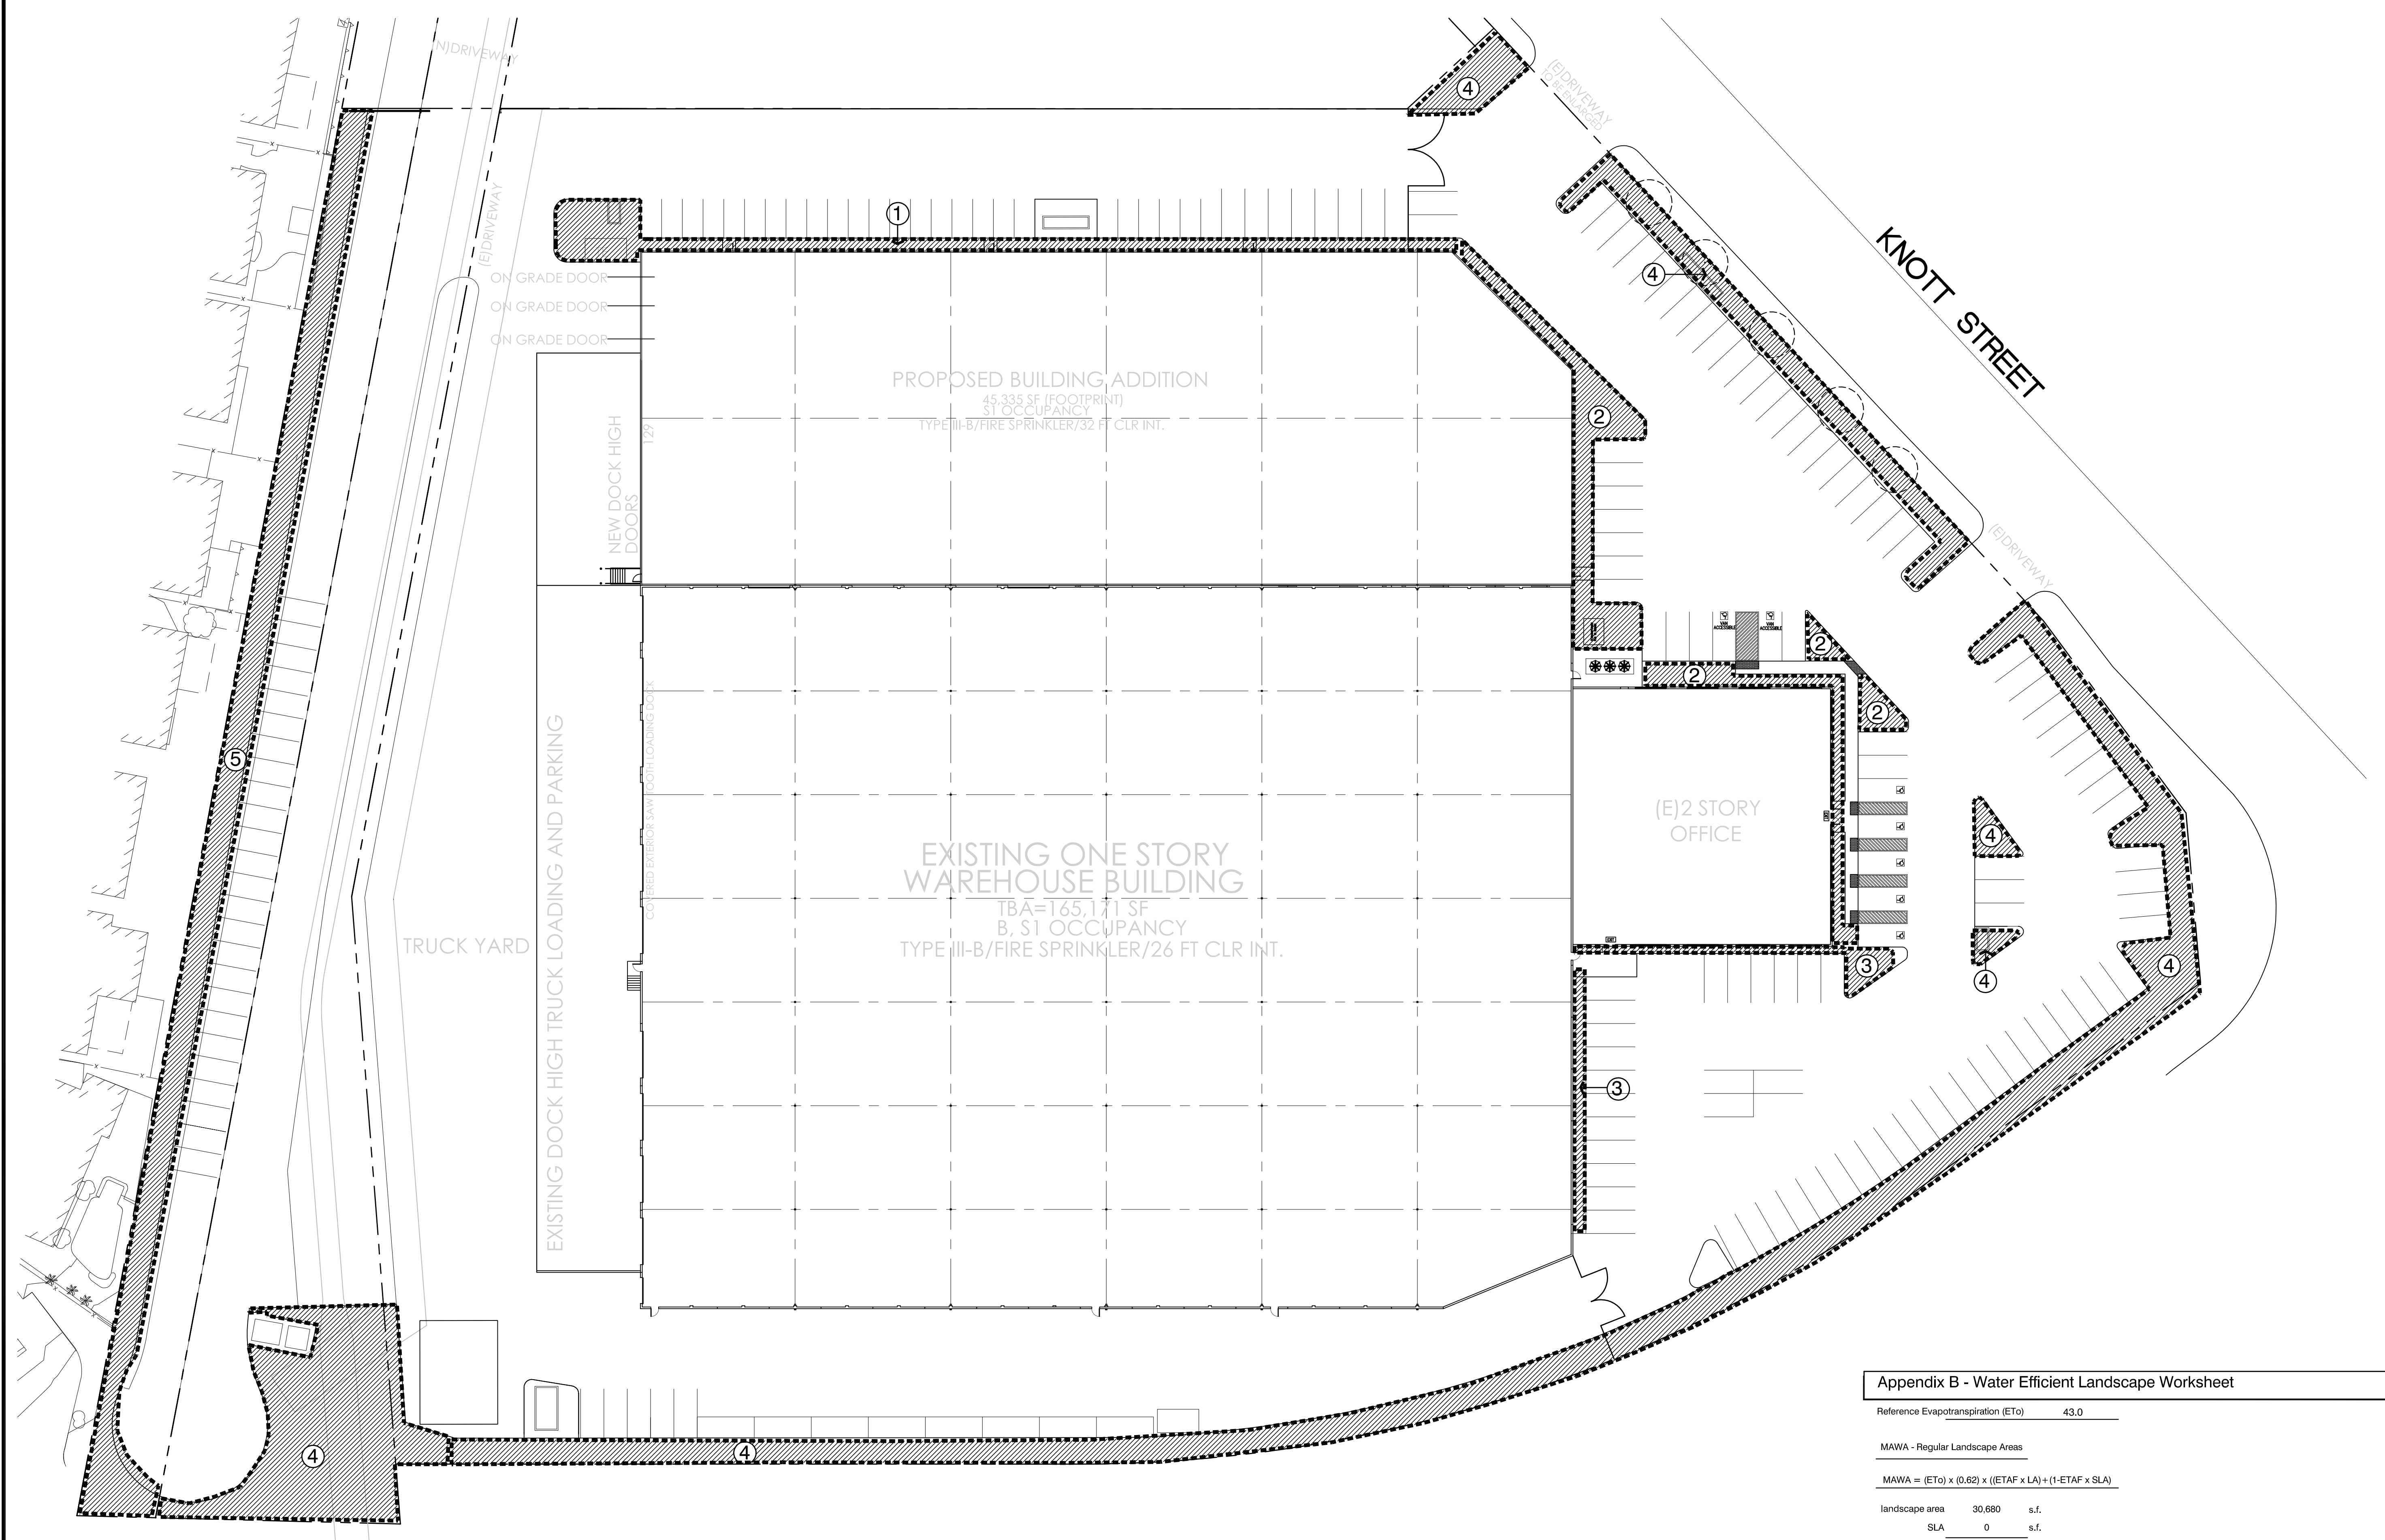 (N)DRIVEWAY
4
(E)DRIVEWAY
TO BE ENLARGED
KNOTT STREET
(E)DRIVEWAY
1
4
ON GRADE DOOR
ON GRADE DOOR
ON GRADE DOOR
PROPOSED BUILDING ADDITION
45,335 SF (FOOTPRINT)
S1 OCCUPANCY
TYPE III-B/FIRE SPRINKLER/32 FT CLR INT.
2
NEW DOCK HIGH
DOORS
129
(E)DRIVEWAY
VAN
ACCESSIBLE
VAN
ACCESSIBLE
2
2
2
5
EXISTING DOCK HIGH TRUCK LOADING AND PARKING
COVERED EXTERIOR SAW TOOTH LOADING DOCK
TRUCK YARD
EXISTING ONE STORY
WAREHOUSE BUILDING
TBA=165,171 SF
B, S1 OCCUPANCY
TYPE III-B/FIRE SPRINKLER/26 FT CLR INT.
(E)2 STORY
OFFICE
4
3
4
4
3
4
4
Appendix B - Water Efficient Landscape Worksheet
Reference Evapotranspiration (ETo) 43.0
MAWA - Regular Landscape Areas
MAWA = (ETo) x (0.62) x ((ETAF x LA)+(1-ETAF x SLA)
landscape area 30,680 s.f.
SLA 0 s.f.